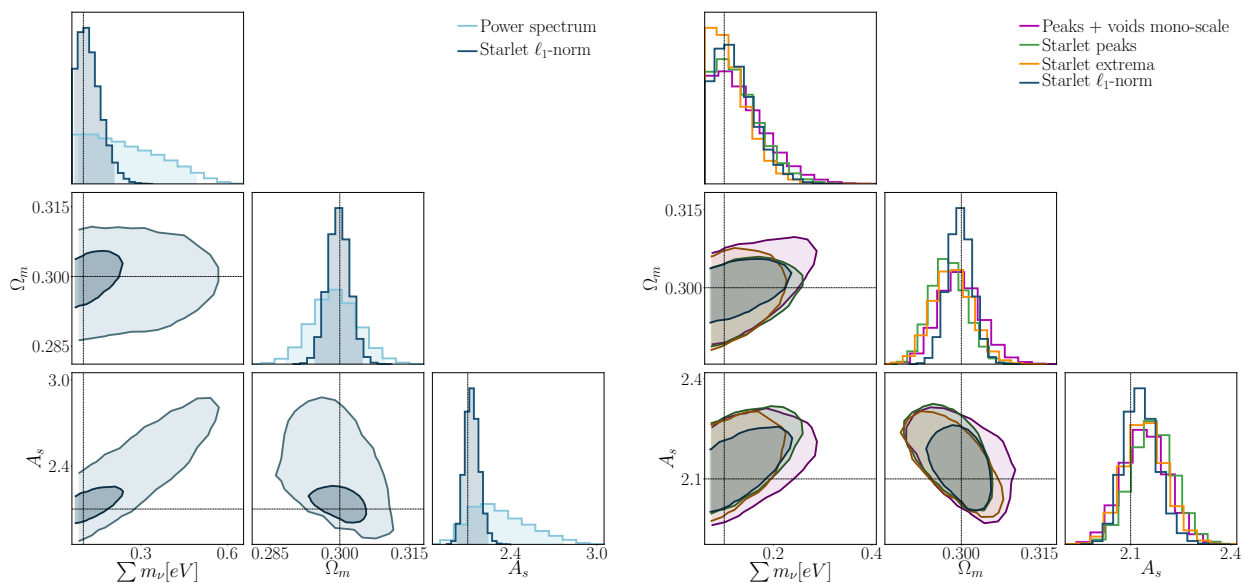 Power spectrum
Starlet ℓ₁-norm
0.315
0.300
0.285
Ωₘ
3.0
2.4
Aₛ
0.3
0.6
∑ mᵥ[eV]
0.285
0.300
0.315
Ωₘ
2.4
3.0
Aₛ
Peaks + voids mono-scale
Starlet peaks
Starlet extrema
Starlet ℓ₁-norm
0.315
0.300
Ωₘ
2.4
2.1
Aₛ
0.2
0.4
∑ mᵥ[eV]
0.300
0.315
Ωₘ
2.1
2.4
Aₛ